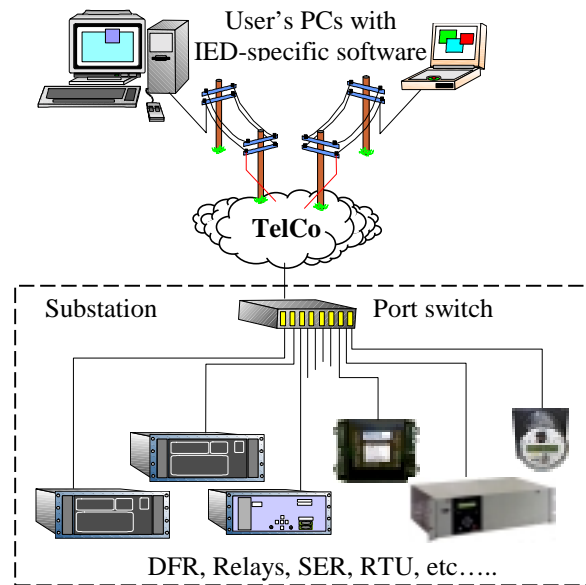 User's PCs with
IED-specific software
TelCo
Substation
Port switch
DFR, Relays, SER, RTU, etc…..